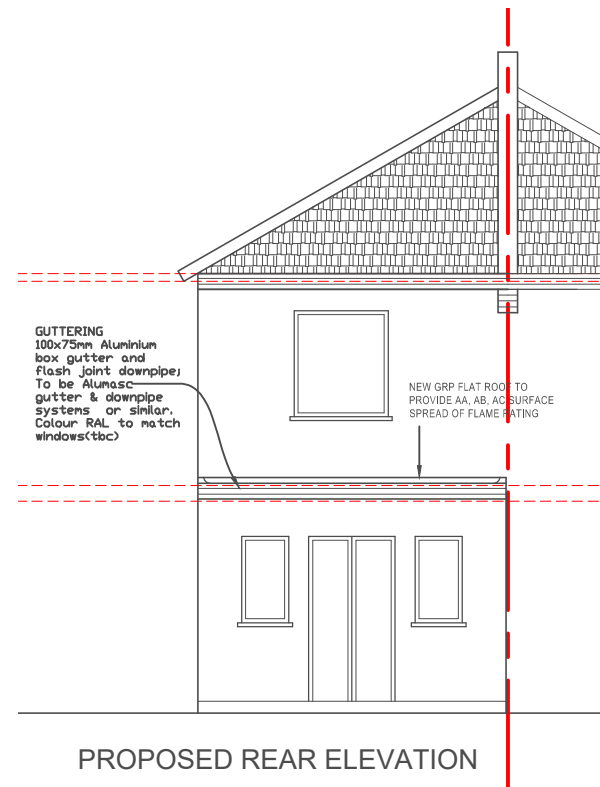 GUTTERING
100x75mm Aluminium
box gutter and
flash joint downpipe;
To be Alumasc
gutter & downpipe
systems or similar.
Colour RAL to match
windows(tbc)
NEW GRP FLAT ROOF TO
PROVIDE AA, AB, AC SURFACE
SPREAD OF FLAME RATING
PROPOSED REAR ELEVATION